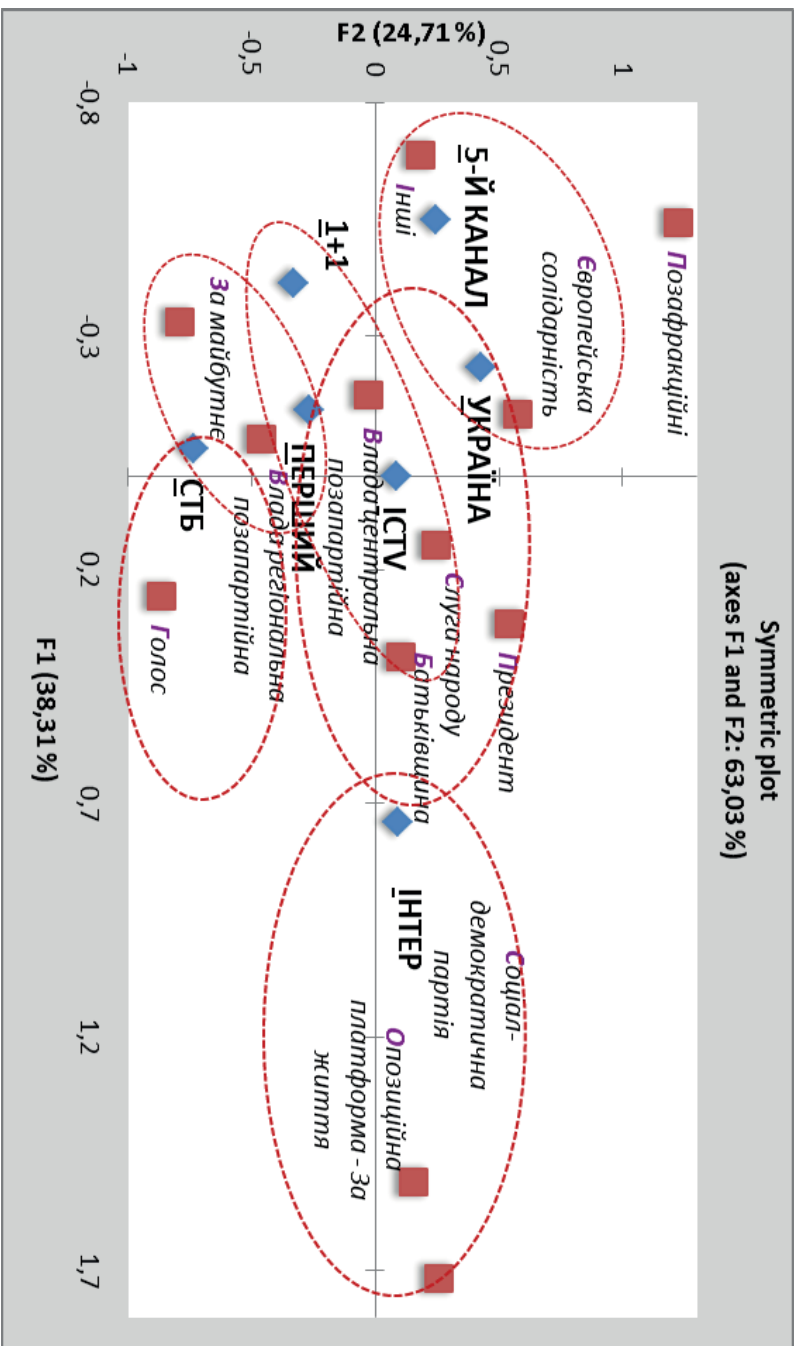 Symmetric plot
(axes F1 and F2: 63,03 %)
F2 (24,71 %)
1
0,5
0
-0,5
-1
-0,8
-0,3
0,2
0,7
1,2
1,7
F1 (38,31 %)
Позафракційні
Європейська
солідарність
5-Й КАНАЛ
Інші
УКРАЇНА
Президент
Слуга народу
Батьківщина
ICTV
Влада центральна
позапартійна
1+1
ПЕРШИЙ
Влада регіональна
позапартійна
За майбутнє
СТБ
Голос
ІНТЕР
Соціал-
демократична
партія
Опозиційна
платформа - За
життя